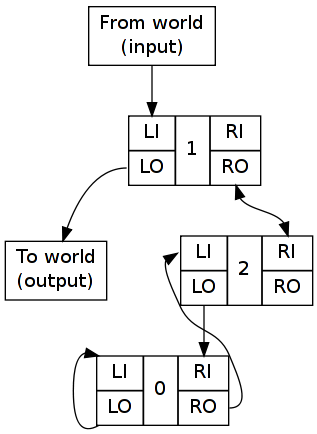 From world
(input)
LI 1 RI
LO RO
To world
(output)
LI 2 RI
LO RO
LI 0 RI
LO RO